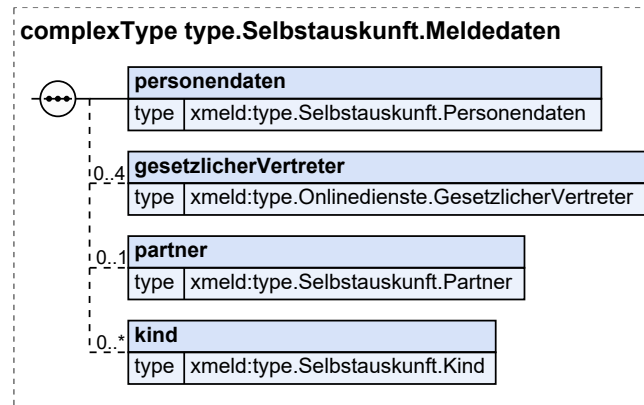 complexType type.Selbstauskunft.Meldedaten
personendaten
type xmeld:type.Selbstauskunft.Personendaten
0..4 gesetzlicherVertreter
type xmeld:type.Onlinedienste.GesetzlicherVertreter
0..1 partner
type xmeld:type.Selbstauskunft.Partner
0..* kind
type xmeld:type.Selbstauskunft.Kind